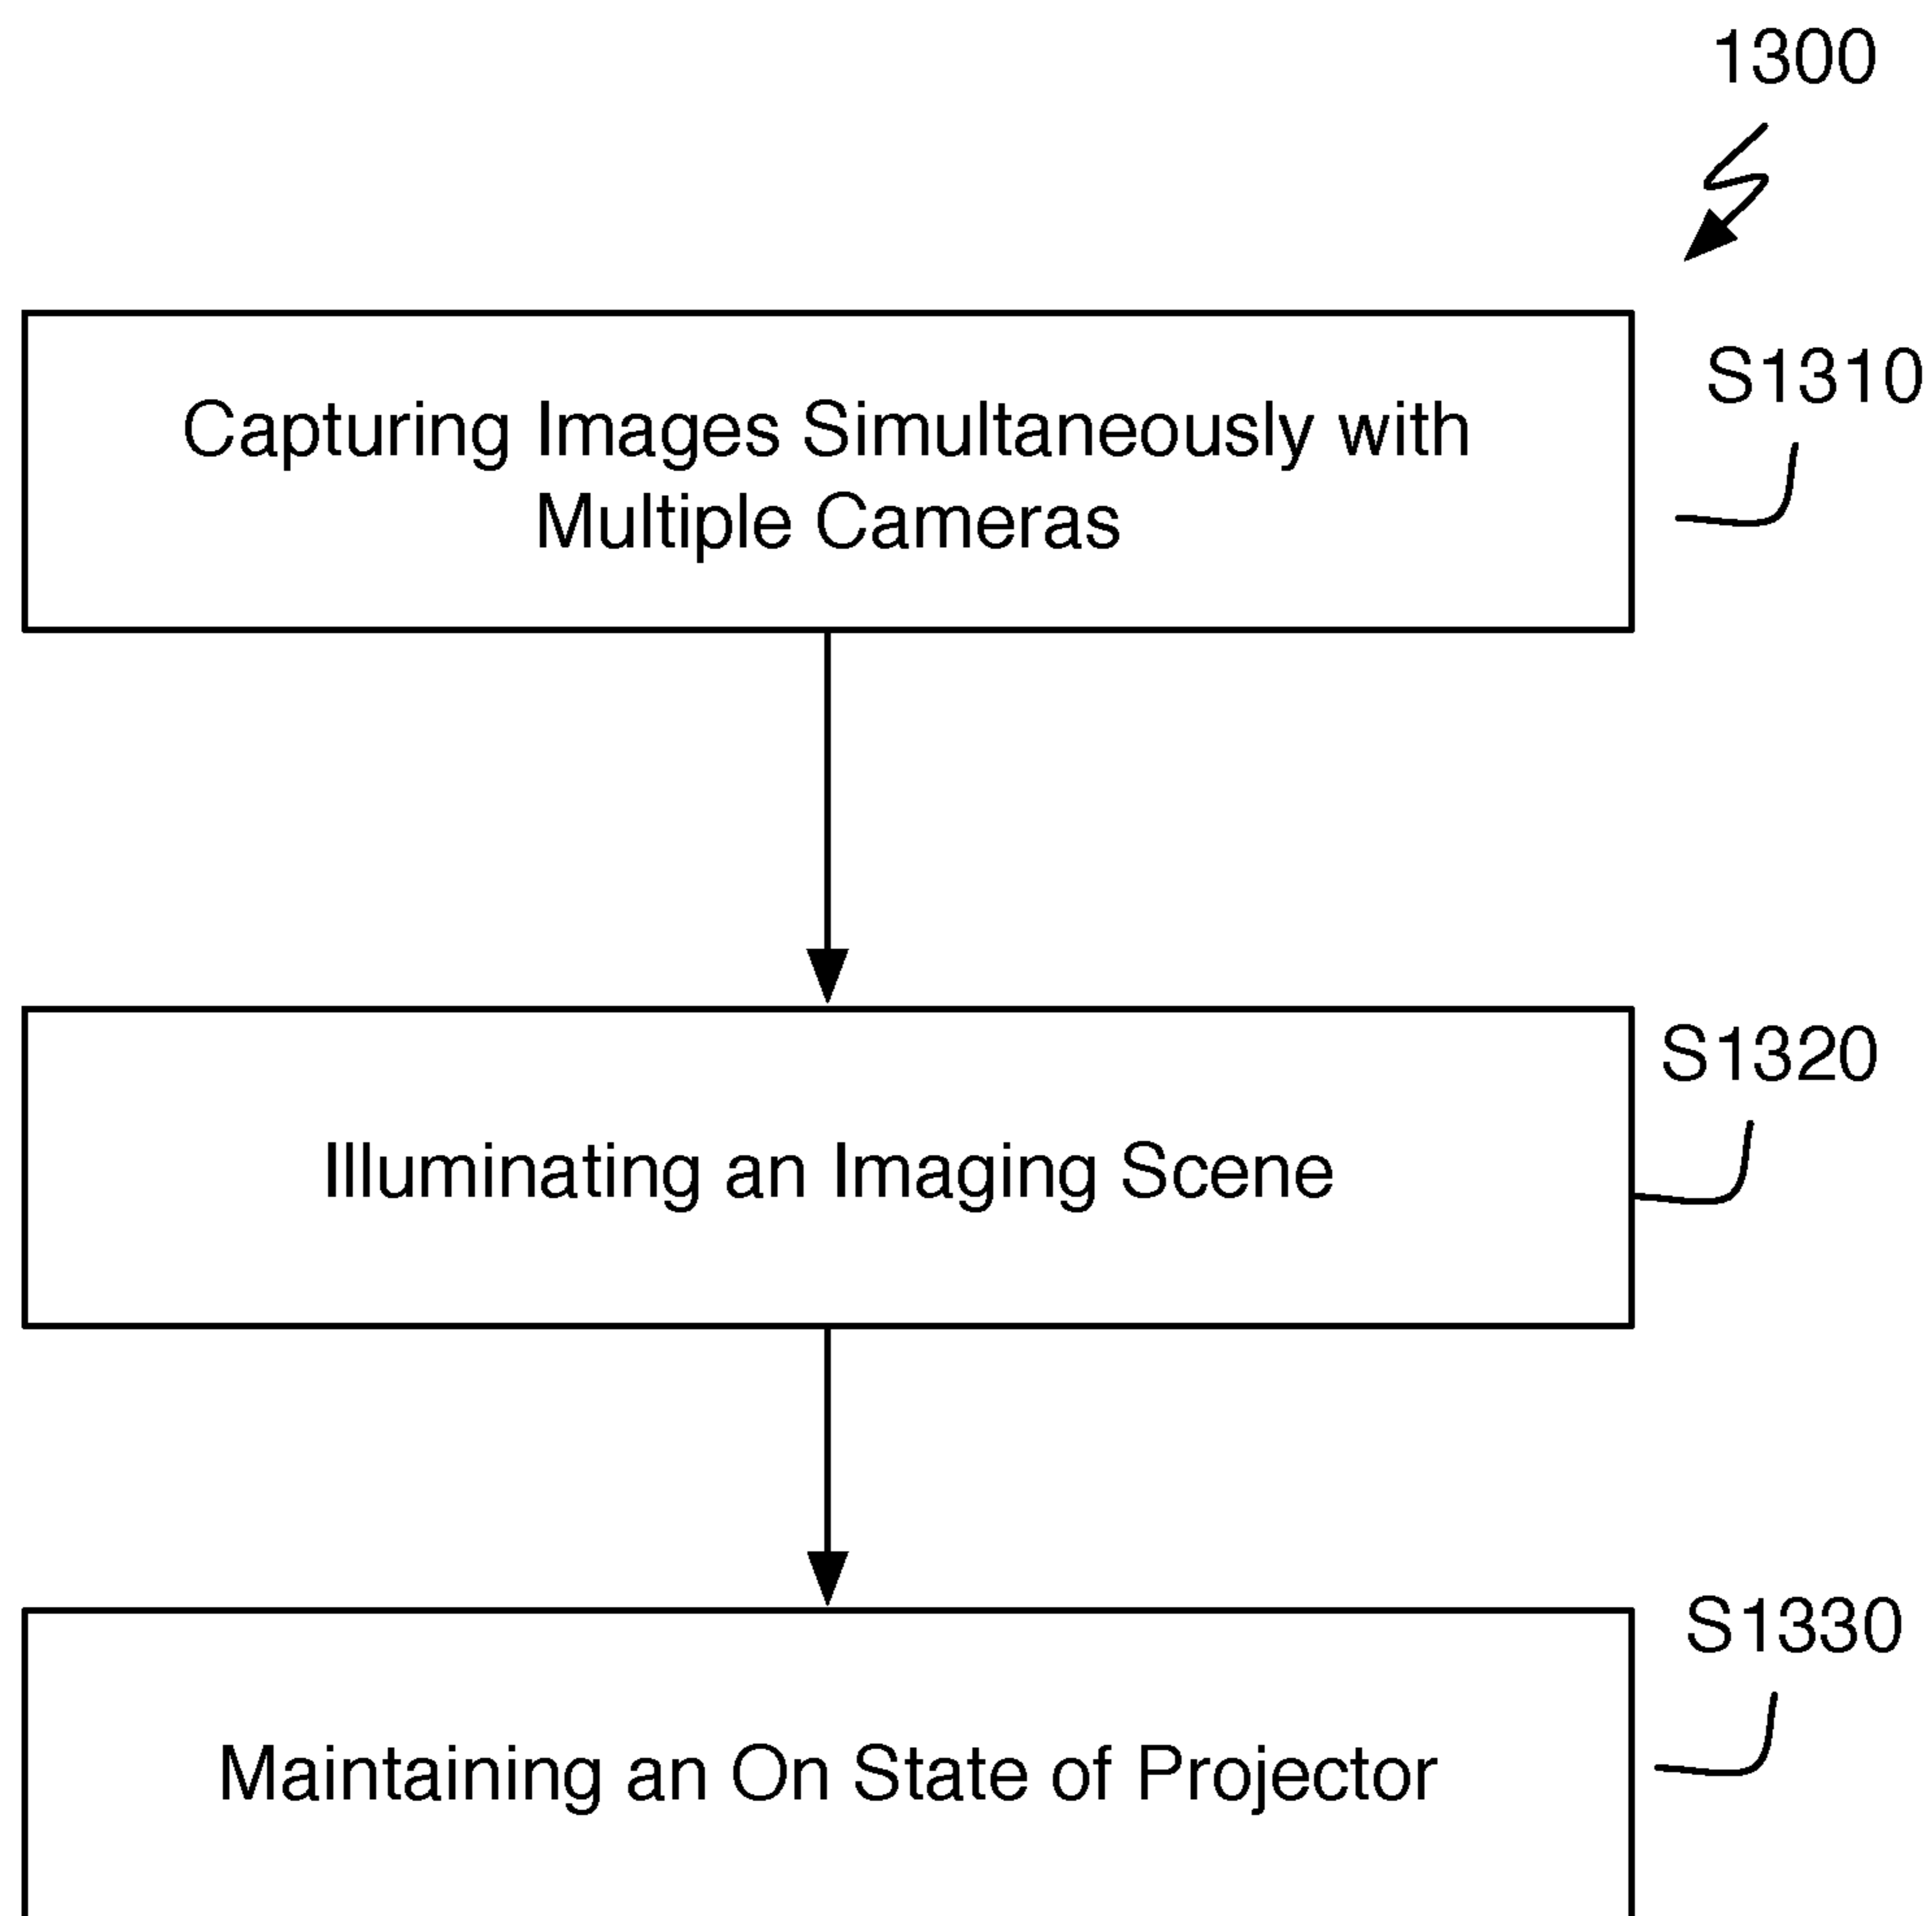 1300
S1310
Capturing Images Simultaneously with
Multiple Cameras
S1320
Illuminating an Imaging Scene
S1330
Maintaining an On State of Projector